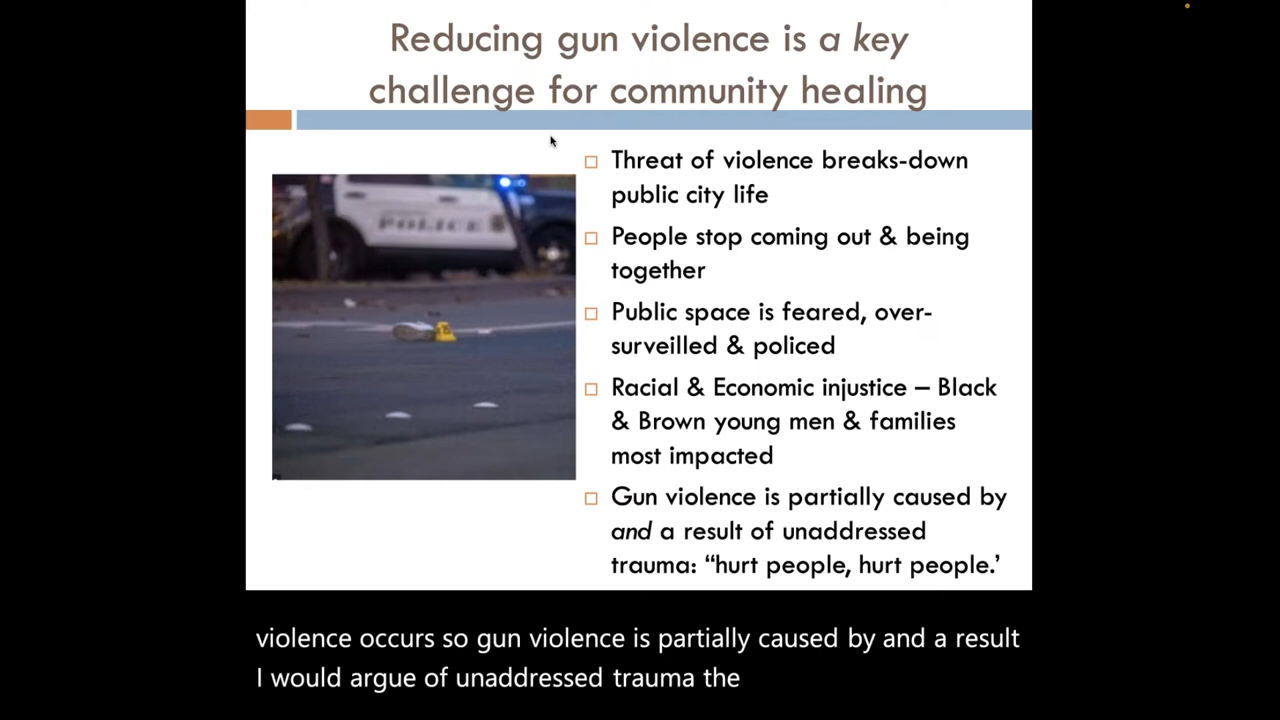 Reducing gun violence is a key
challenge for community healing
Threat of violence breaks-down
public city life
People stop coming out & being
together
Public space is feared, over-
surveilled & policed
Racial & Economic injustice – Black
& Brown young men & families
most impacted
Gun violence is partially caused by
and a result of unaddressed
trauma: “hurt people, hurt people.’
POLICE
violence occurs so gun violence is partially caused by and a result
I would argue of unaddressed trauma the